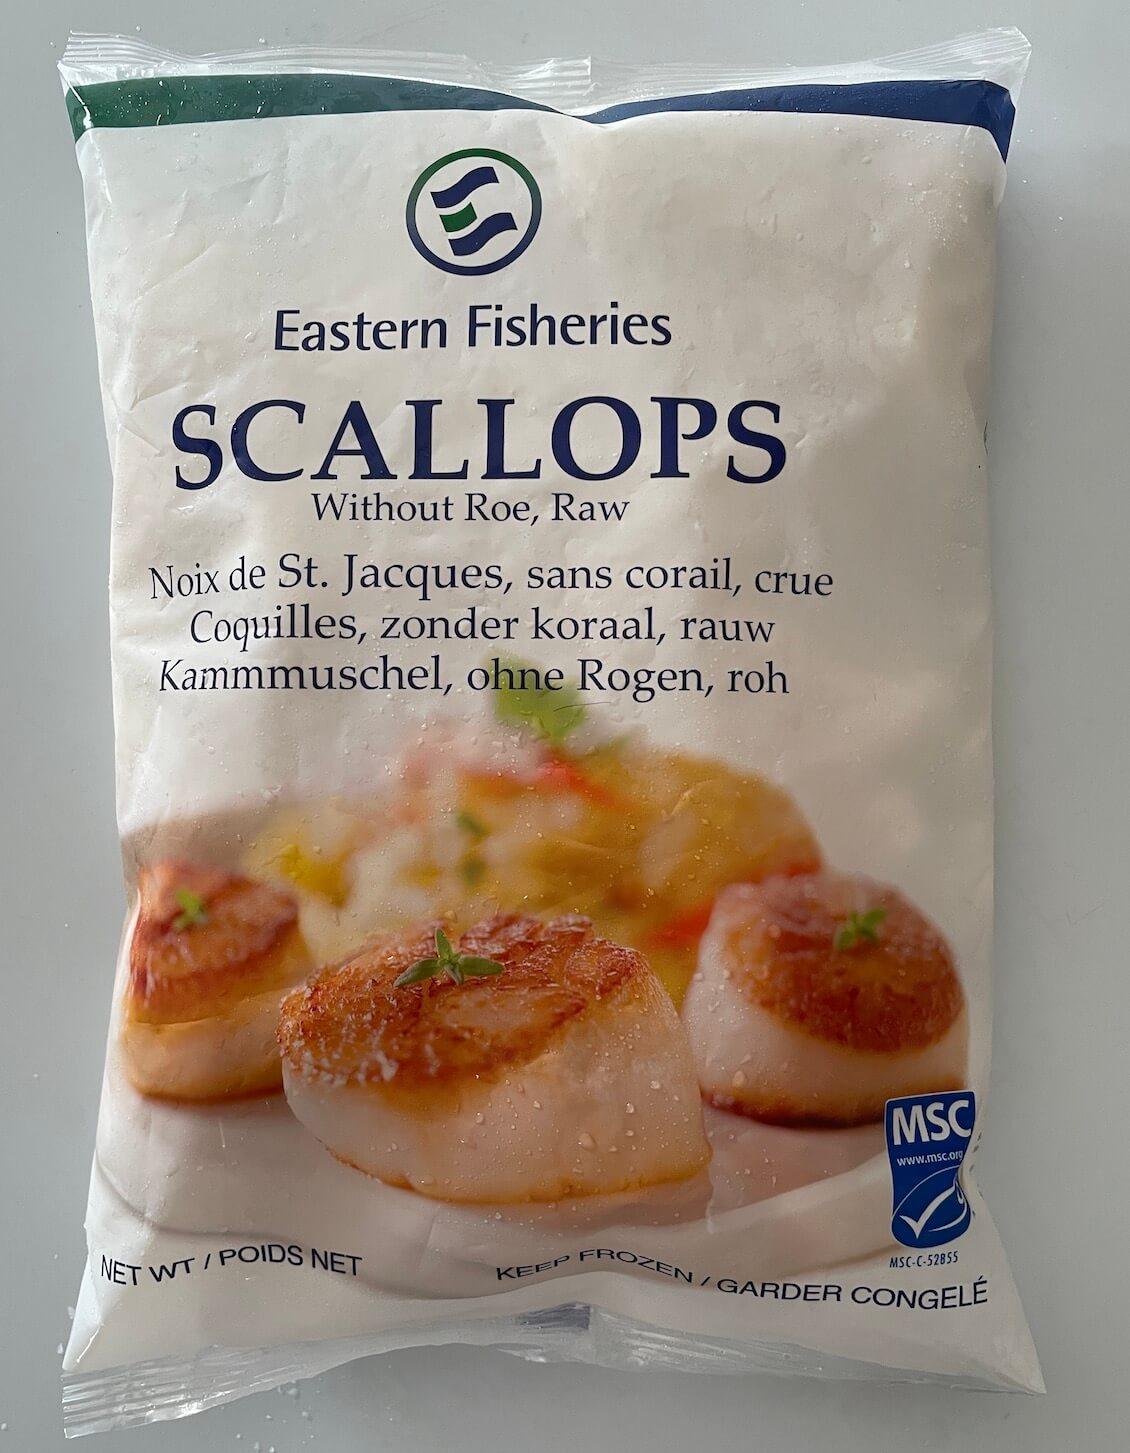 Eastern Fisheries
SCALLOPS
Without Roe, Raw
Noix de St. Jacques, sans corail, crue
Coquilles, zonder koraal, rauw
Kammmuschel, ohne Rogen, roh
MSC
www.msc.org
MSC-C-52855
NET WT / POIDS NET
KEEP FROZEN / GARDER CONGELÉ